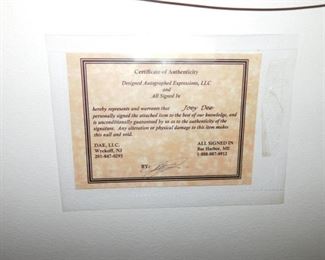 Certificate of Authenticity
Designed Autographed Expressions, LLC
and
All Signed In
hereby represents and warrants that Joey Dee
personally signed the attached item to the best of our knowledge, and
is unconditionally guaranteed by us as to the authenticity of the
signature. Any alteration or physical damage to this item makes
this null and void.
DAE, LLC. ALL SIGNED IN
Wyckoff, NJ Bar Harbor, ME
201-847-0293
BY: